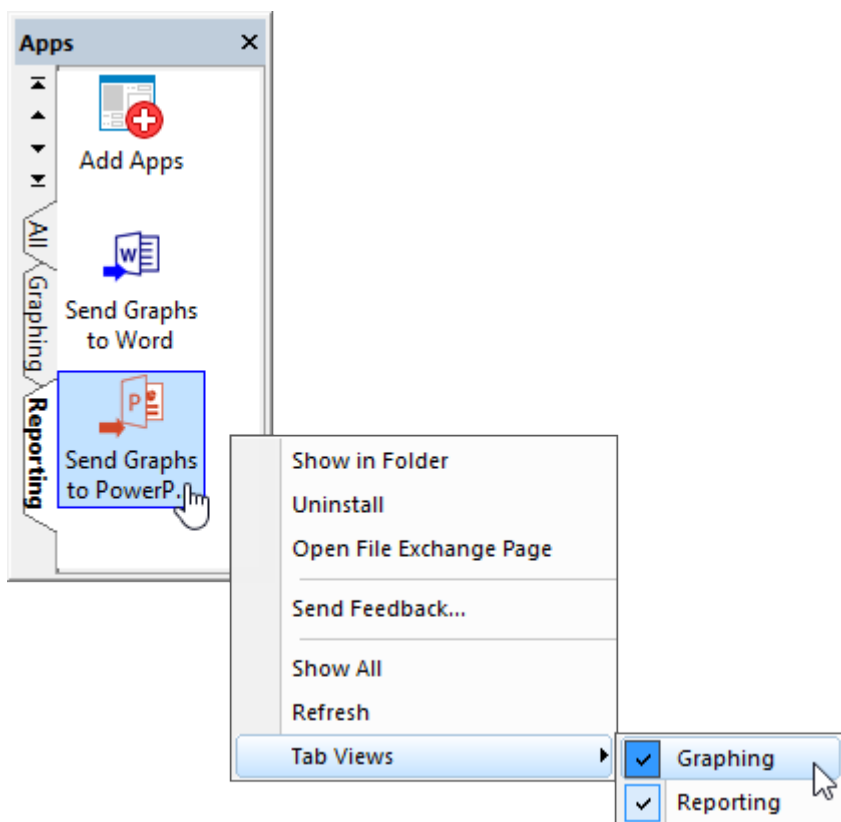 Apps
Add Apps
All
Graphing
Reporting
W
Send Graphs
to Word
P
Send Graphs
to PowerP...
Show in Folder
Uninstall
Open File Exchange Page
Send Feedback...
Show All
Refresh
Tab Views
Graphing
Reporting